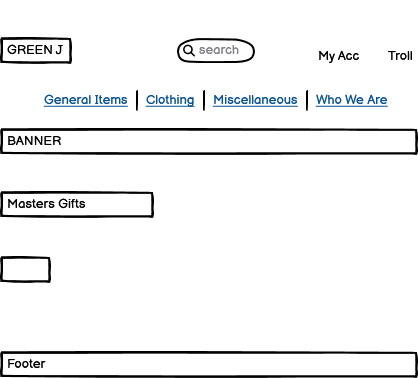 GREEN J
search
My Acc
Troll
General Items
Clothing
Miscellaneous
Who We Are
BANNER
Masters Gifts
Footer